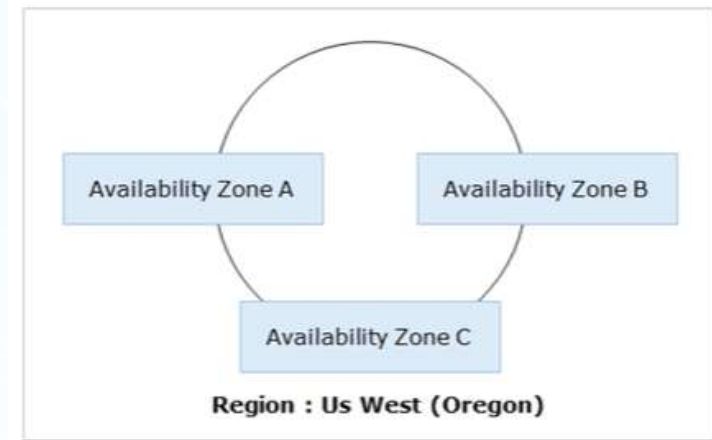 Availability Zone A
Availability Zone B
Availability Zone C
Region : Us West (Oregon)